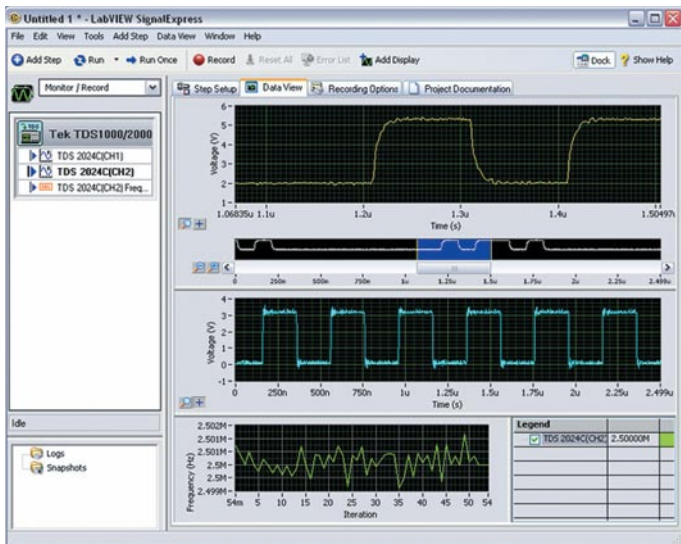 Untitled 1 * - LabVIEW SignalExpress
File Edit View Tools Add Step Data View Window Help
Add Step Run Run Once Record Reset All Error List Add Display Dock Show Help
Monitor / Record
Step Setup Data View Recording Options Project Documentation
Tek TDS1000/2000
TDS 2024C(CH1)
TDS 2024C(CH2)
TDS 2024C(CH2) Freq...
6
5
4
3
2
1
Voltage (V)
1.06835u 1.1u 1.2u 1.3u 1.4u 1.50497u
Time (s)
0 250n 500n 750n 1u 1.25u 1.5u 1.75u 2u 2.25u 2.499u
4
3
2
1
0
-1
Voltage (V)
0 250n 500n 750n 1u 1.25u 1.5u 1.75u 2u 2.25u 2.499u
Time (s)
Idle
Logs
Snapshots
2.502M
2.501M
2.501M
2.5M
2.5M
2.499M
Frequency (Hz)
54m 5 10 15 20 25 30 35 40 45 50 54
Iteration
Legend
TDS 2024C(CH2) 2.50000M